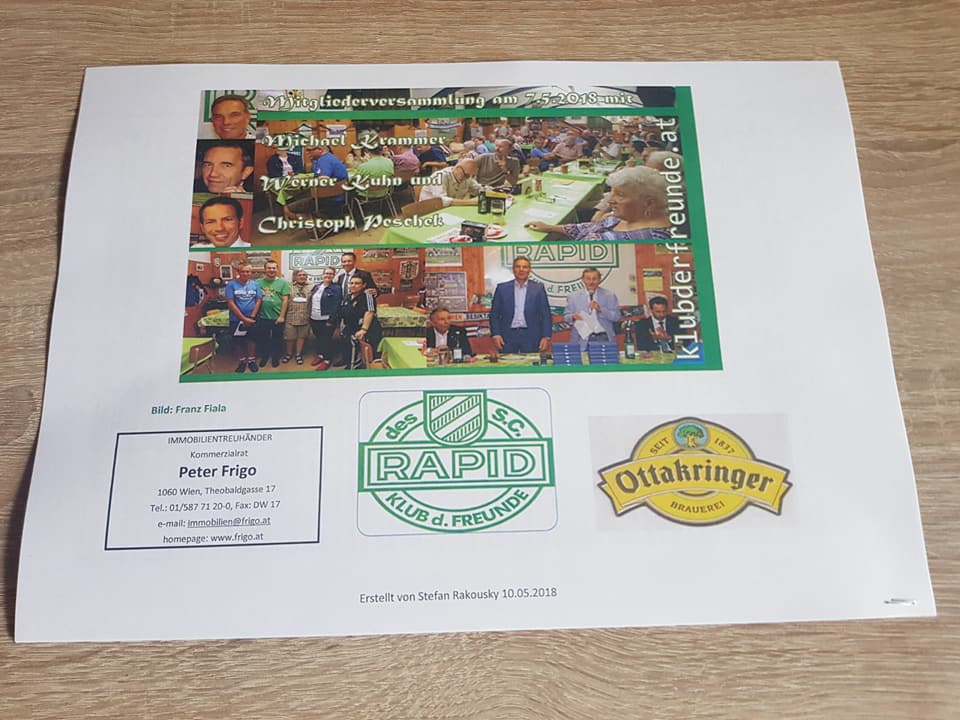 Mitgliederversammlung am 7.5.2018 mit
Michael Krammer
Werner Kuhn und
Christoph Peschek
klubderfreunde.at
RAPID
RAPID
KLUB d. FREUNDE
Bild: Franz Fiala
IMMOBILIENTREUHÄNDER
Kommerzialrat
Peter Frigo
1060 Wien, Theobaldgasse 17
Tel.: 01/587 71 20-0, Fax: DW 17
e-mail: immobilien@frigo.at
homepage: www.frigo.at
des S.C.
RAPID
KLUB d. FREUNDE
SEIT 1837
Ottakringer
BRAUEREI
Erstellt von Stefan Rakousky 10.05.2018